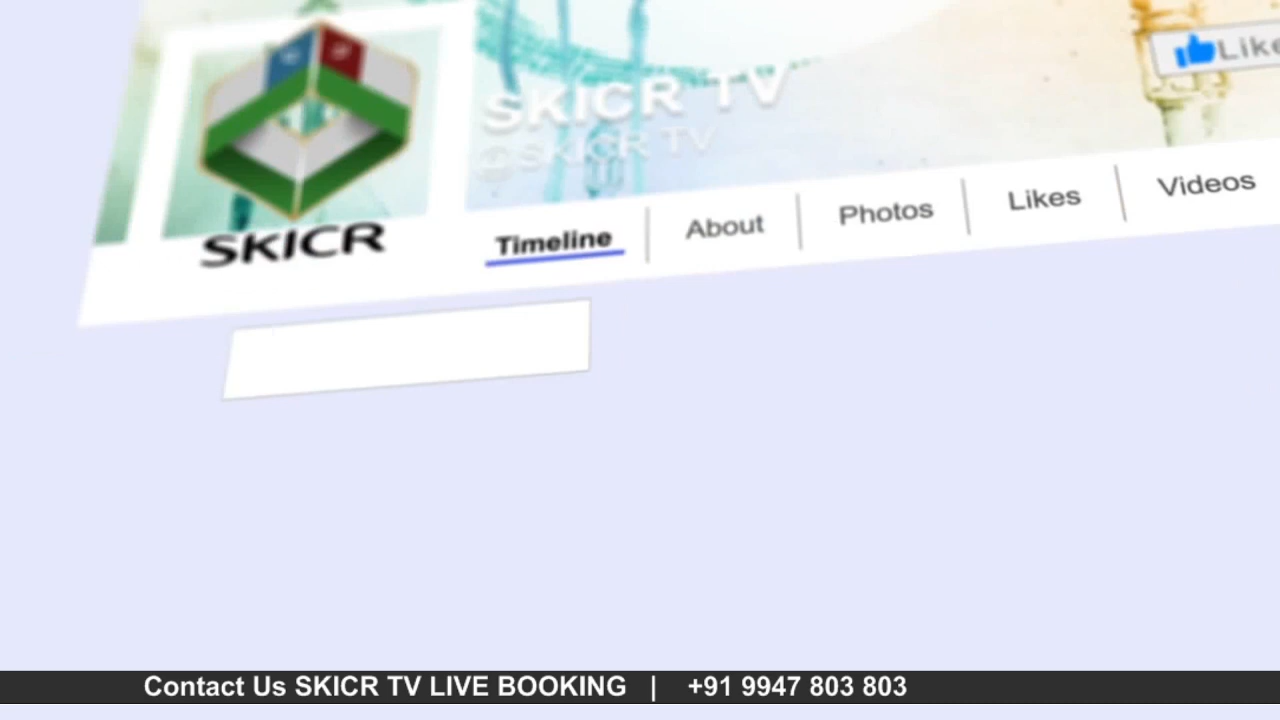 SKICR TV
@SKICR TV
Like
SKICR
Timeline
About
Photos
Likes
Videos
Contact Us SKICR TV LIVE BOOKING | +91 9947 803 803